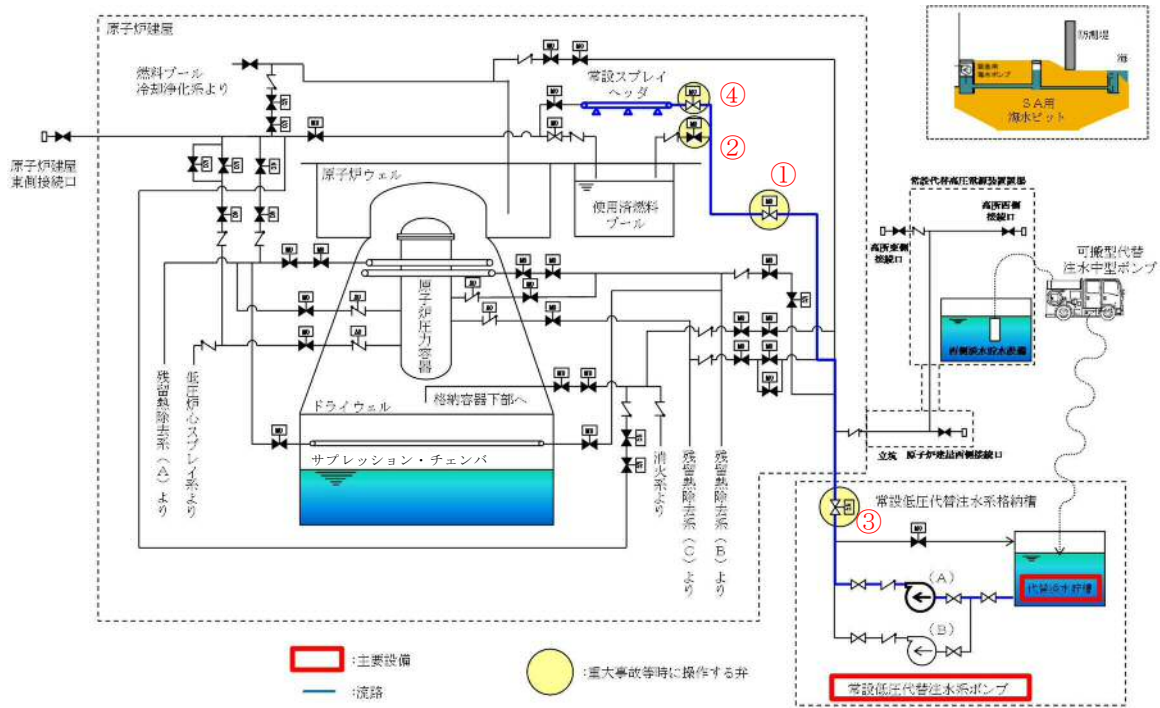 原子炉建屋
燃料プール
冷却浄化系より
原子炉建屋
東側接続口
常設スプレイ
ヘッダ
④
②
①
原子炉ウェル
使用済燃料
プール
原子炉圧力容器
ドライウェル
格納容器下部へ
サプレッション・チェンバ
残留熱除去系(A)より
低圧炉心スプレイ系より
消火系より
残留熱除去系(C)より
残留熱除去系(B)より
防潮堤
海
SA用
海水ピット
常設代替高圧電源装置置場
高所西側
接続口
高所東側
接続口
可搬型代替
注水中型ポンプ
西側淡水貯水設備
立坑
原子炉建屋西側接続口
常設低圧代替注水系格納槽
③
(A)
(B)
代替淡水貯槽
常設低圧代替注水系ポンプ
:主要設備
:流路
:重大事故等時に操作する弁